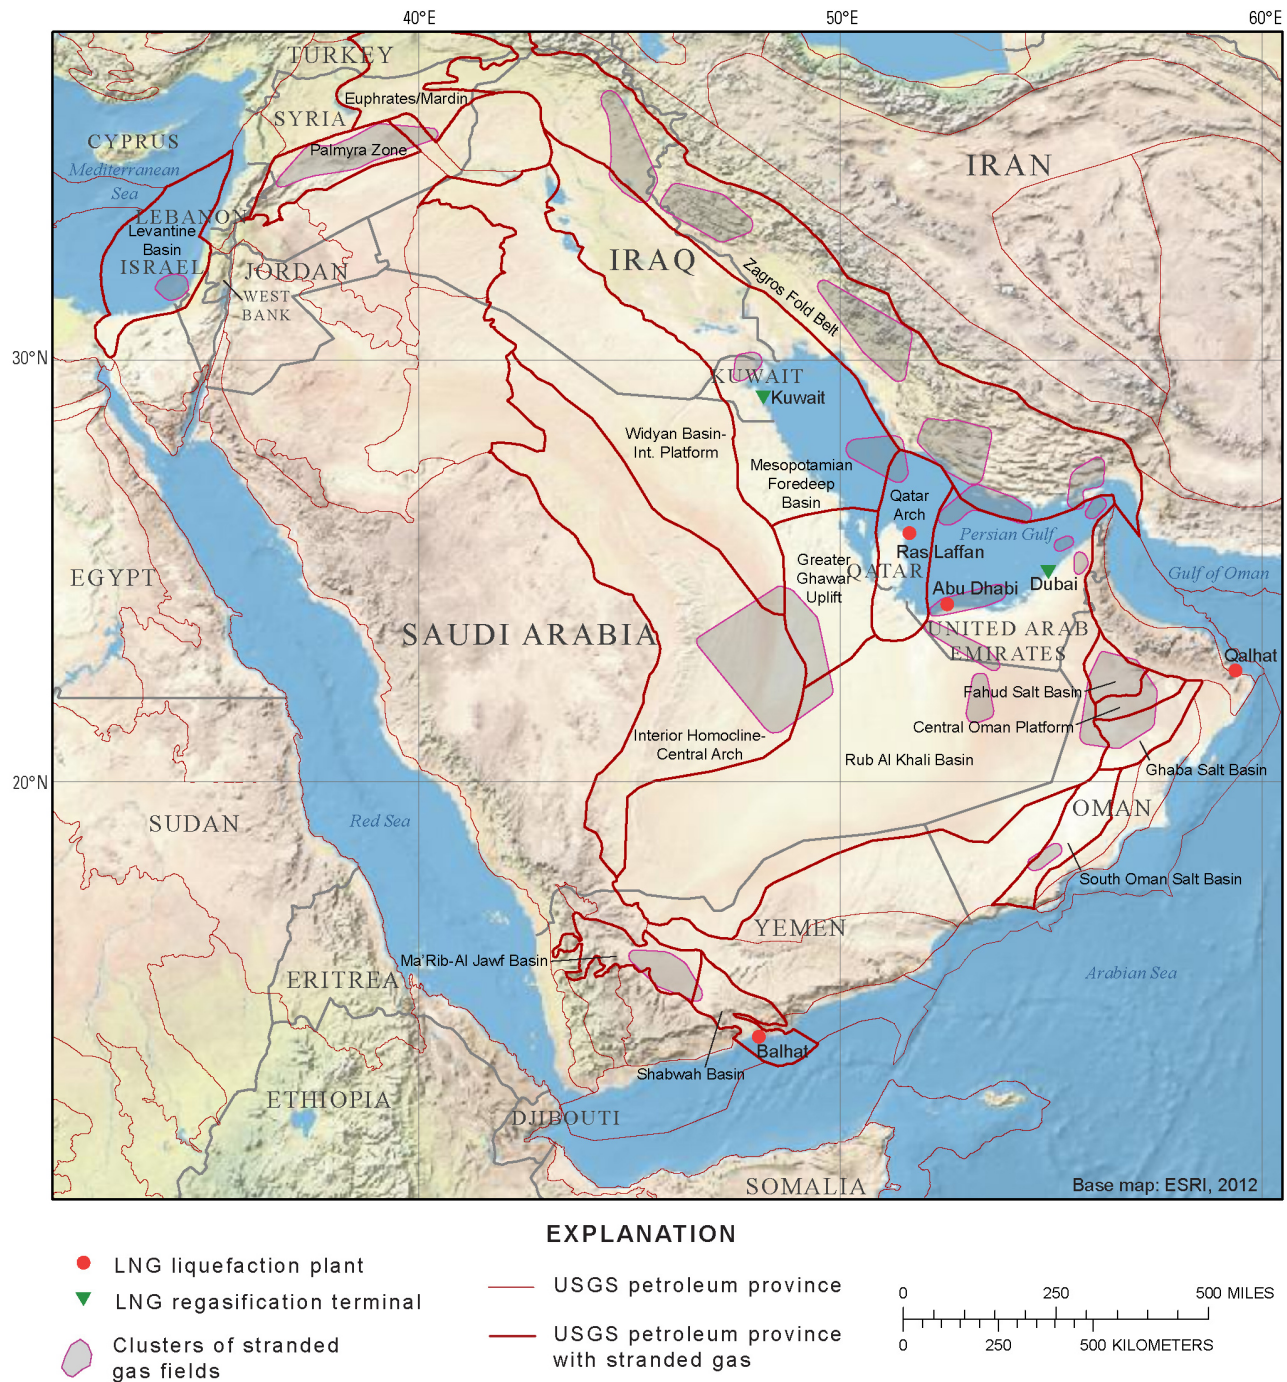 40°E
50°E
60°E
TURKEY
Euphrates/Mardin
SYRIA
CYPRUS
Palmyra Zone
IRAN
Mediterranean
Sea
LEBANON
Levantine
Basin
ISRAEL
JORDAN
IRAQ
WEST
BANK
Zagros Fold Belt
30°N
KUWAIT
Kuwait
Widyan Basin-
Int. Platform
Mesopotamian
Foredeep
Basin
Qatar
Arch
Persian Gulf
Ras Laffan
Greater
Ghawar
Uplift
QATAR
EGYPT
Abu Dhabi
Dubai
Gulf of Oman
SAUDI ARABIA
UNITED ARAB
EMIRATES
Qalhat
Fahud Salt Basin
Central Oman Platform
Interior Homocline-
Central Arch
Rub Al Khali Basin
Ghaba Salt Basin
20°N
OMAN
SUDAN
Red Sea
South Oman Salt Basin
YEMEN
Ma'Rib-Al Jawf Basin
ERITREA
Arabian Sea
Balhat
Shabwah Basin
ETHIOPIA
DJIBOUTI
SOMALIA
Base map: ESRI, 2012
EXPLANATION
LNG liquefaction plant
LNG regasification terminal
Clusters of stranded
gas fields
USGS petroleum province
USGS petroleum province
with stranded gas
0 250 500 MILES
0 250 500 KILOMETERS